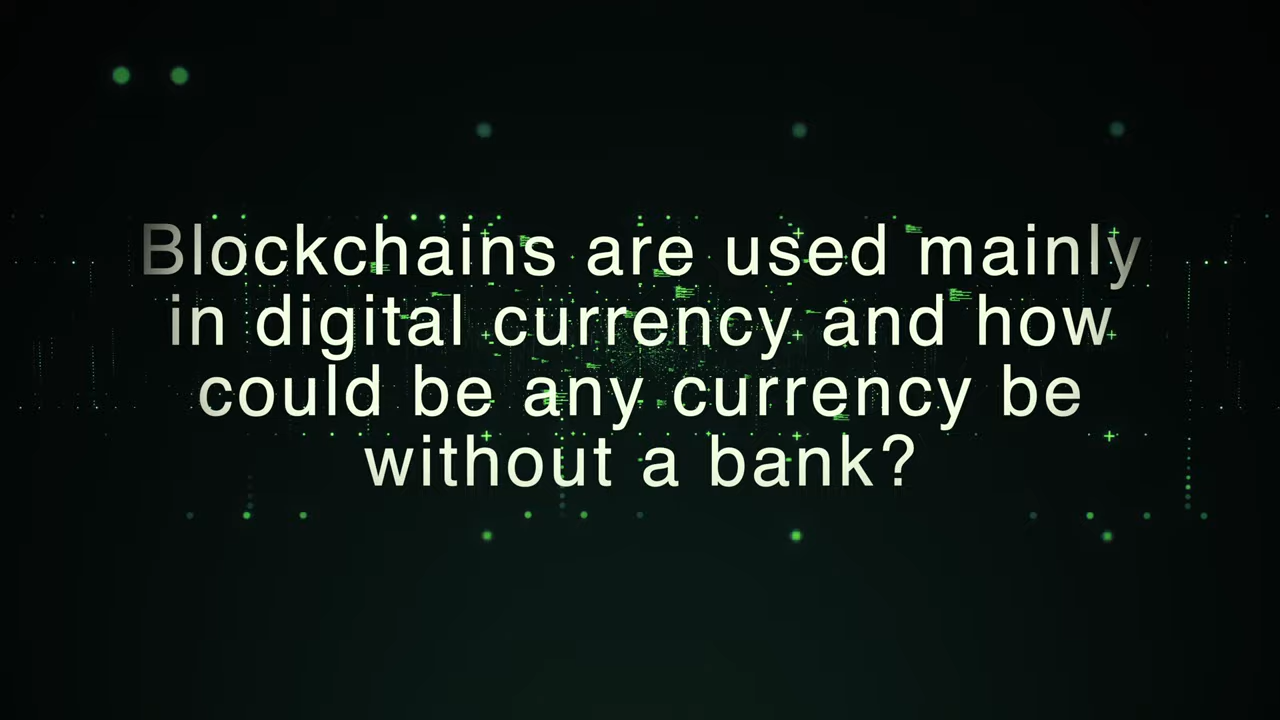 Blockchains are used mainly
in digital currency and how
could be any currency be
without a bank?